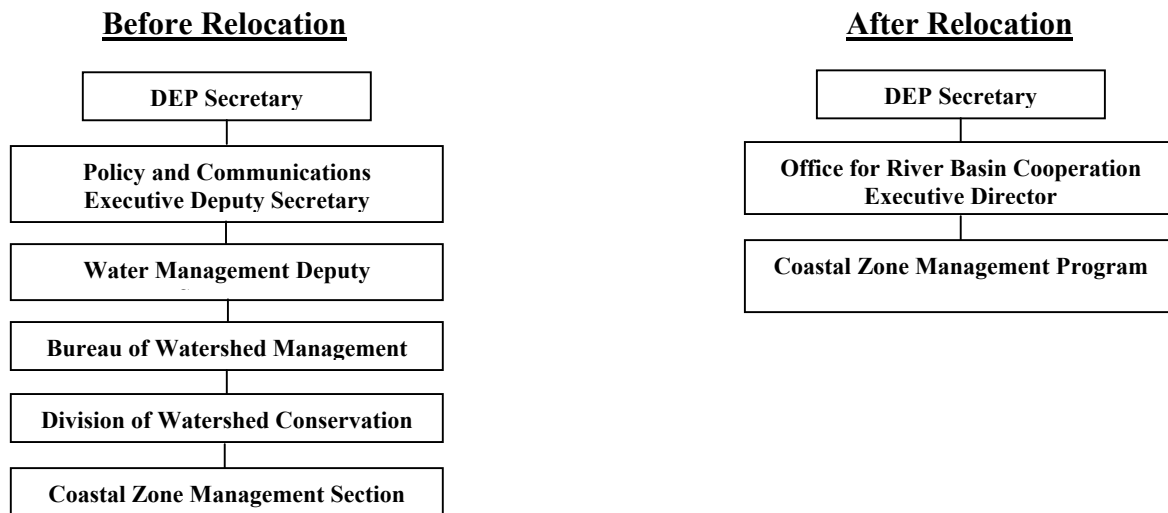 Before Relocation
DEP Secretary
Policy and Communications
Executive Deputy Secretary
Water Management Deputy
Bureau of Watershed Management
Division of Watershed Conservation
Coastal Zone Management Section
After Relocation
DEP Secretary
Office for River Basin Cooperation
Executive Director
Coastal Zone Management Program